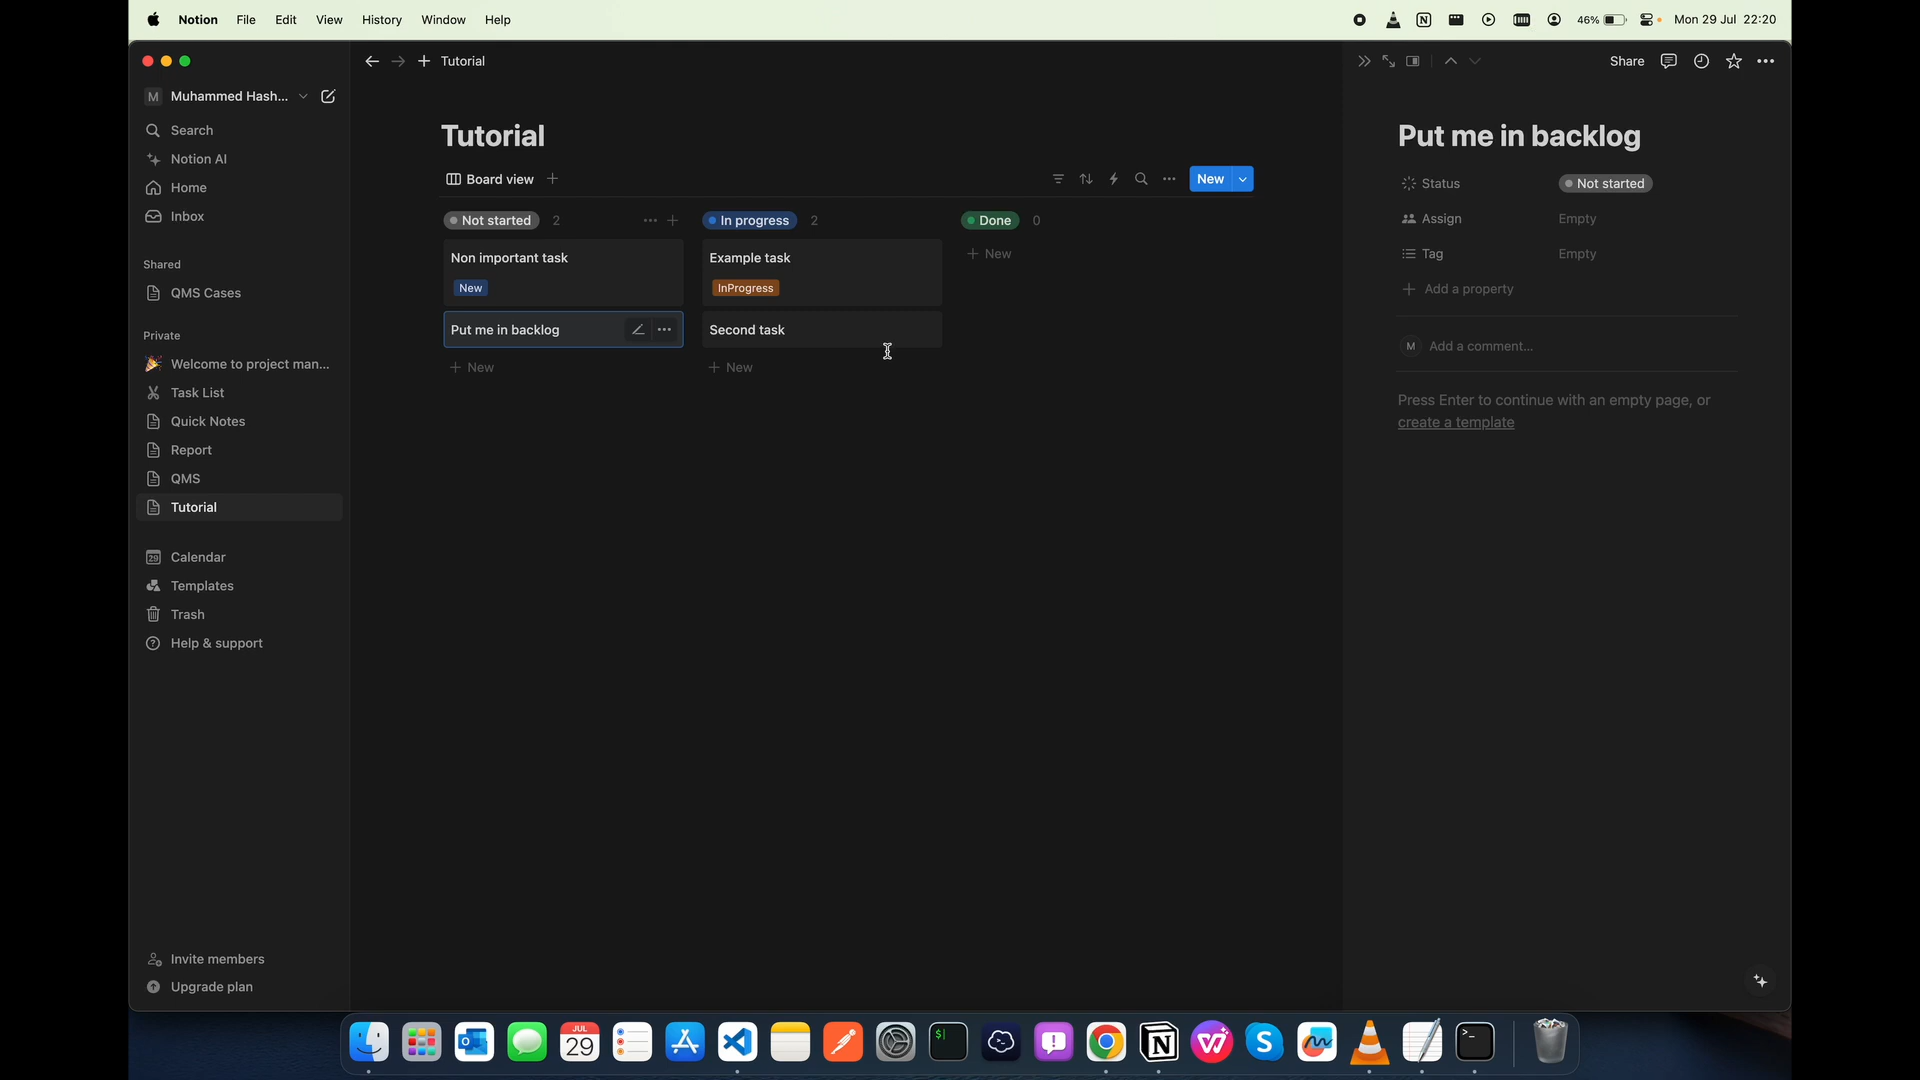 Notion File Edit View History Window Help
46% Mon 29 Jul 22:20
M Muhammed Hash...
Search
Notion AI
Home
Inbox
Shared
QMS Cases
Private
Welcome to project man...
Task List
Quick Notes
Report
QMS
Tutorial
29 Calendar
Templates
Trash
Help & support
Invite members
Upgrade plan
Tutorial
Tutorial
Board view
New
Not started 2
In progress 2
Done 0
Non important task
New
Put me in backlog
New
Example task
InProgress
Second task
New
New
Share
Put me in backlog
Status Not started
Assign Empty
Tag Empty
Add a property
M Add a comment...
Press Enter to continue with an empty page, or
create a template
JUL
29